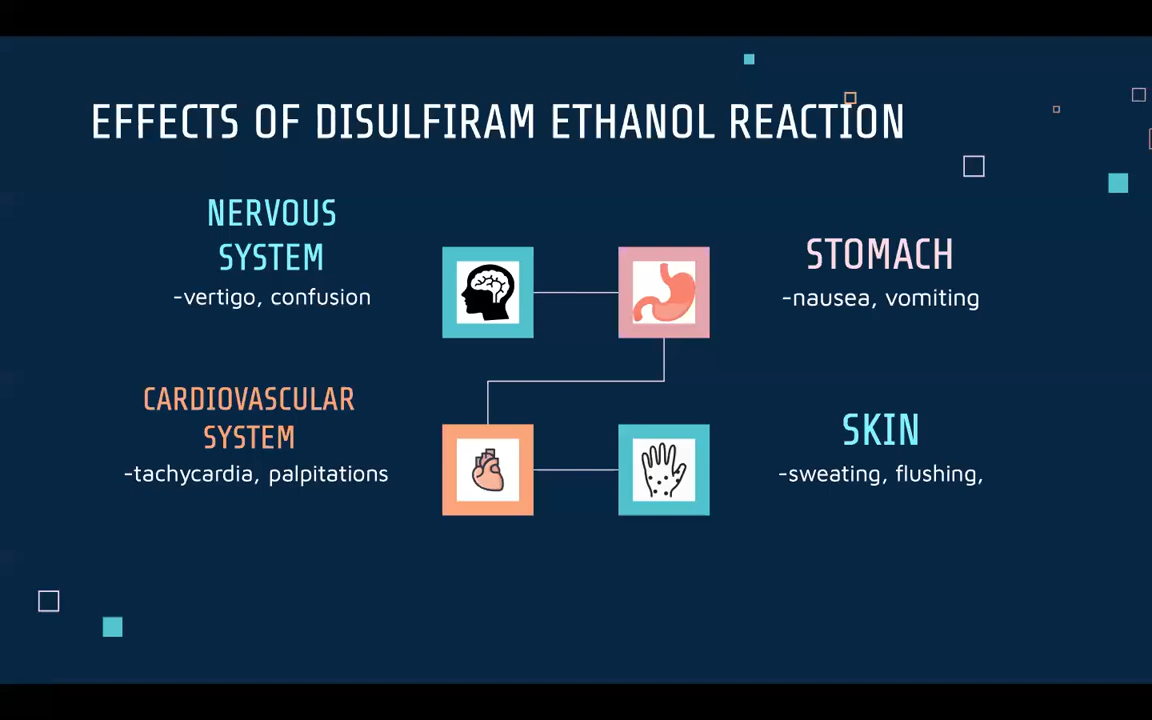 EFFECTS OF DISULFIRAM ETHANOL REACTION
NERVOUS
SYSTEM
-vertigo, confusion
STOMACH
-nausea, vomiting
CARDIOVASCULAR
SYSTEM
-tachycardia, palpitations
SKIN
-sweating, flushing,